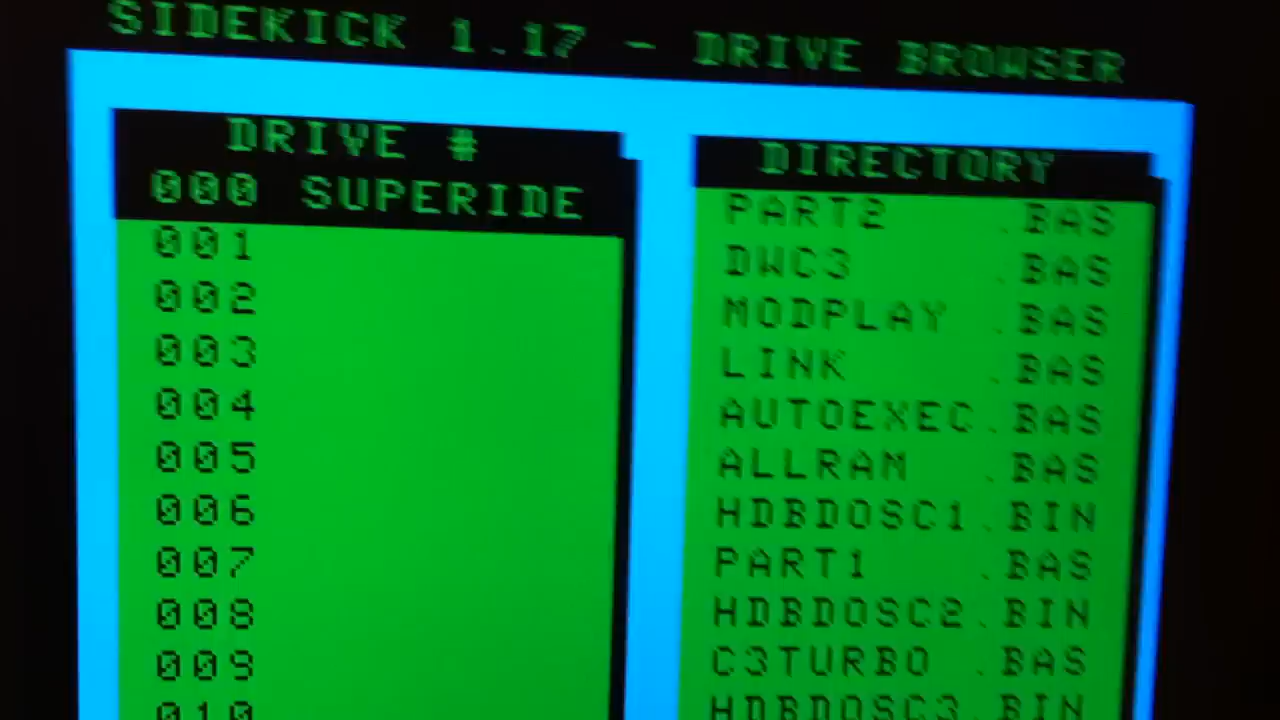 SIDEKICK 1.17 - DRIVE BROWSER
DRIVE #
000 SUPERIDE
001
002
003
004
005
006
007
008
009
010
DIRECTORY
PART2 .BAS
DWC3 .BAS
MODPLAY .BAS
LINK .BAS
AUTOEXEC.BAS
ALLRAM .BAS
HDBDOSC1.BIN
PART1 .BAS
HDBDOSC2.BIN
C3TURBO .BAS
HDBDOSC3.BIN